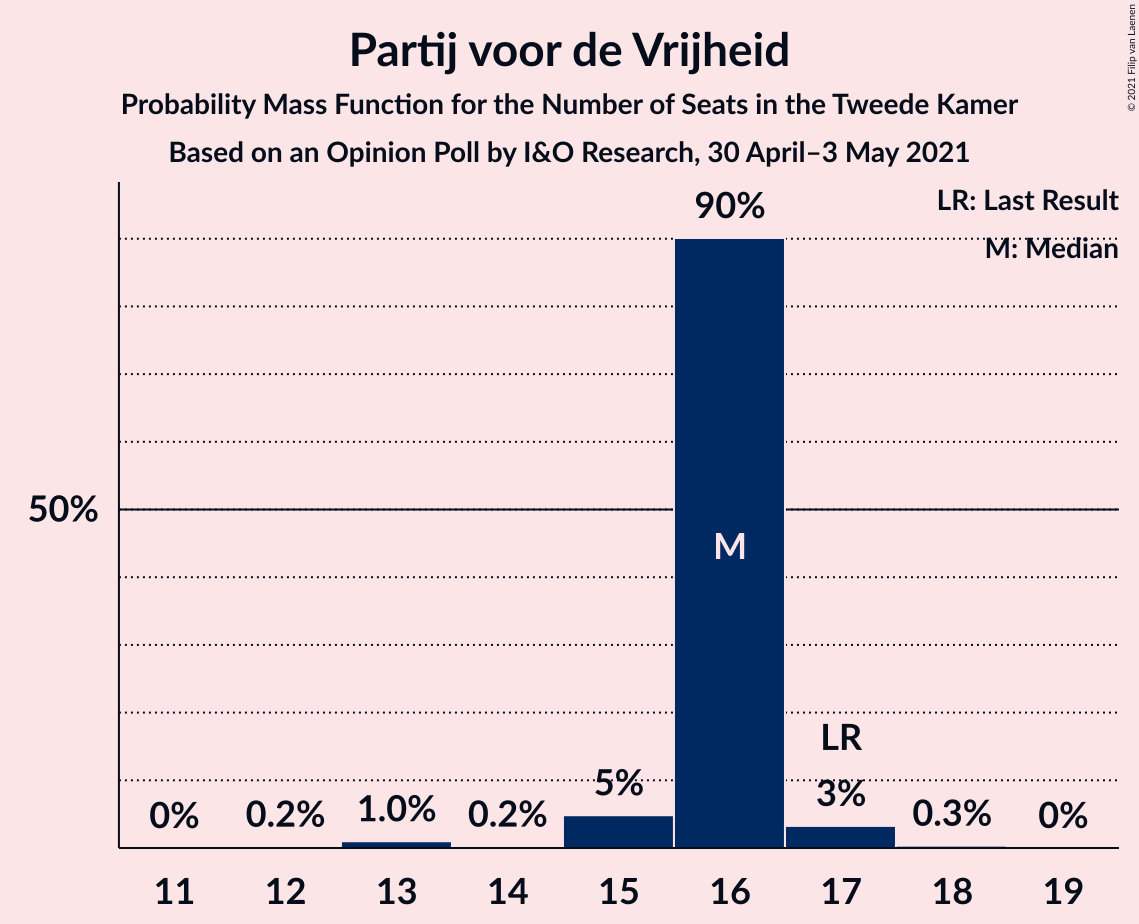 Partij voor de Vrijheid
Probability Mass Function for the Number of Seats in the Tweede Kamer
Based on an Opinion Poll by I&O Research, 30 April–3 May 2021
© 2021 Filip van Laenen
LR: Last Result
M: Median
90%
50%
M
LR
0%
0.2%
1.0%
0.2%
5%
3%
0.3%
0%
11 12 13 14 15 16 17 18 19